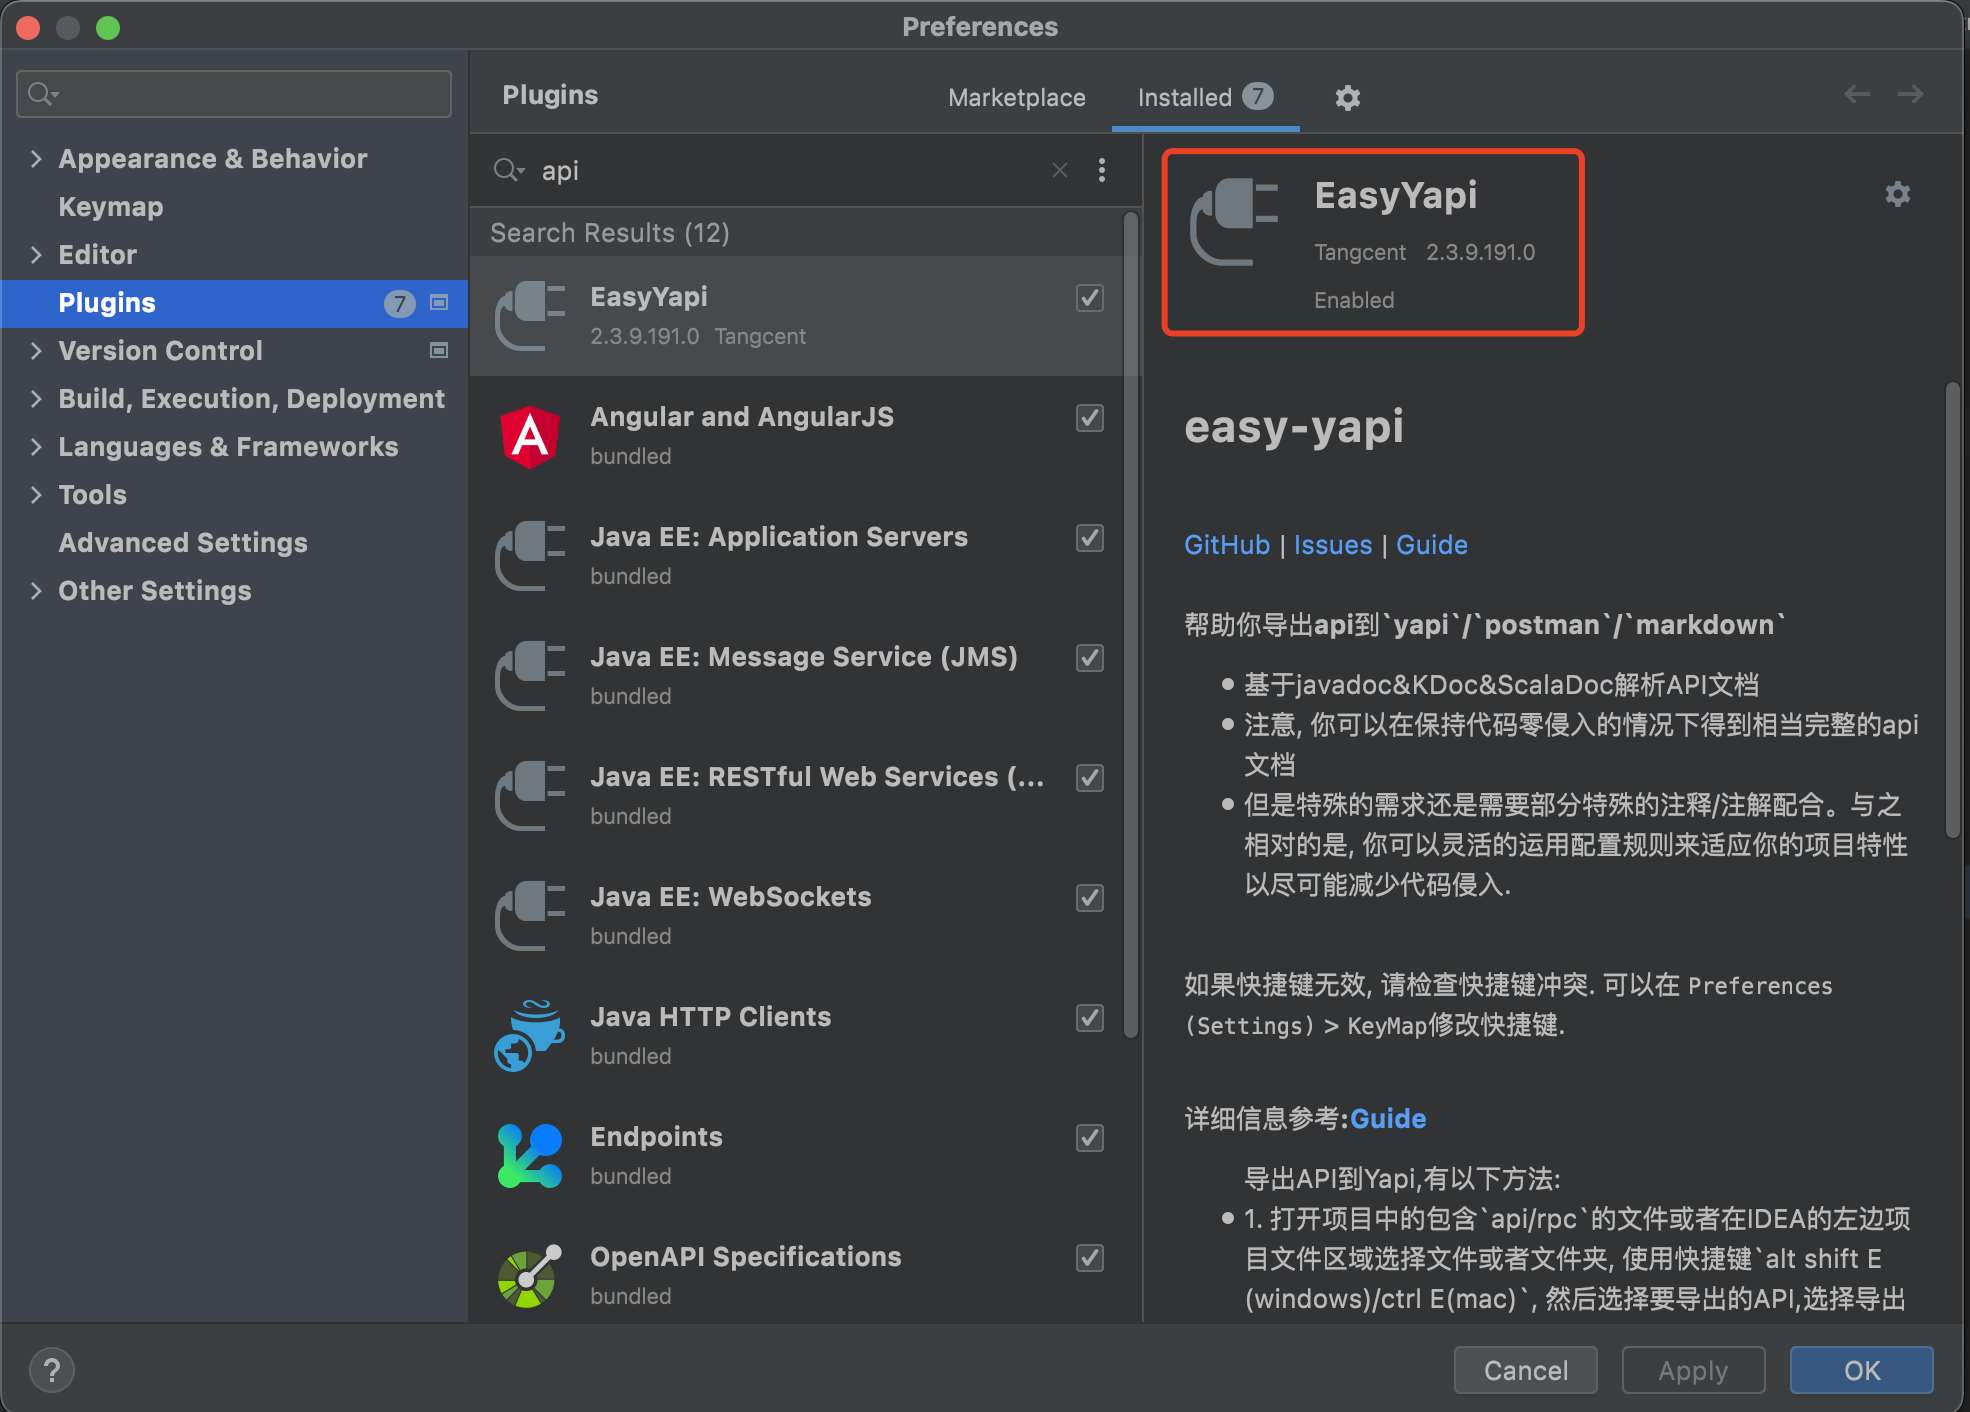 Preferences
Appearance & Behavior
Keymap
Editor
Plugins
7
Version Control
Build, Execution, Deployment
Languages & Frameworks
Tools
Advanced Settings
Other Settings
Plugins
Marketplace
Installed 7
api
Search Results (12)
EasyYapi
2.3.9.191.0 Tangcent
Angular and AngularJS
bundled
Java EE: Application Servers
bundled
Java EE: Message Service (JMS)
bundled
Java EE: RESTful Web Services (...
bundled
Java EE: WebSockets
bundled
Java HTTP Clients
bundled
Endpoints
bundled
OpenAPI Specifications
bundled
EasyYapi
Tangcent 2.3.9.191.0
Enabled
easy-yapi
GitHub | Issues | Guide
帮助你导出api到`yapi`/`postman`/`markdown`
基于javadoc&KDoc&ScalaDoc解析API文档
注意, 你可以在保持代码零侵入的情况下得到相当完整的api
文档
但是特殊的需求还是需要部分特殊的注释/注解配合。与之
相对的是, 你可以灵活的运用配置规则来适应你的项目特性
以尽可能减少代码侵入.
如果快捷键无效, 请检查快捷键冲突. 可以在 Preferences
(Settings) > KeyMap修改快捷键.
详细信息参考:Guide
导出API到Yapi,有以下方法:
1. 打开项目中的包含`api/rpc`的文件或者在IDEA的左边项
目文件区域选择文件或者文件夹, 使用快捷键`alt shift E
(windows)/ctrl E(mac)`, 然后选择要导出的API,选择导出
?
Cancel
Apply
OK